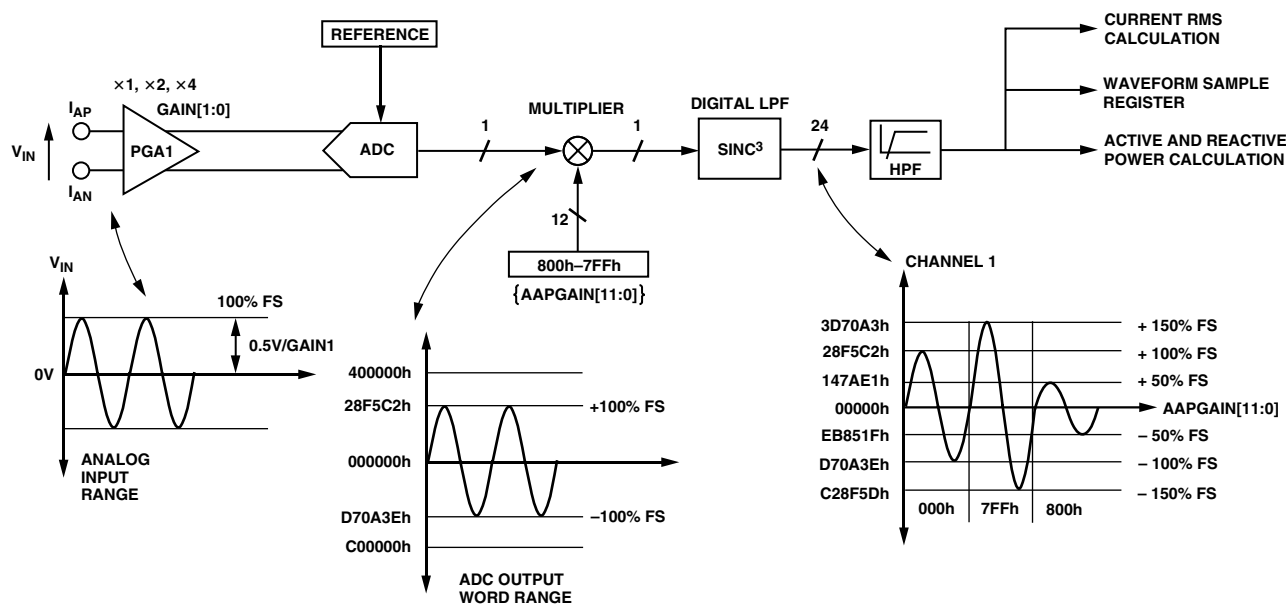 REFERENCE
×1, ×2, ×4
GAIN[1:0]
I_AP
V_IN
I_AN
PGA1
ADC
1
MULTIPLIER
1
DIGITAL LPF
SINC³
24
HPF
CURRENT RMS
CALCULATION
WAVEFORM SAMPLE
REGISTER
ACTIVE AND REACTIVE
POWER CALCULATION
12
800h–7FFh
{AAPGAIN[11:0]}
V_IN
100% FS
0.5V/GAIN1
0V
ANALOG
INPUT
RANGE
400000h
28F5C2h
+100% FS
000000h
D70A3Eh
–100% FS
C00000h
ADC OUTPUT
WORD RANGE
CHANNEL 1
3D70A3h
+ 150% FS
28F5C2h
+ 100% FS
147AE1h
+ 50% FS
00000h
AAPGAIN[11:0]
EB851Fh
– 50% FS
D70A3Eh
– 100% FS
C28F5Dh
– 150% FS
000h
7FFh
800h